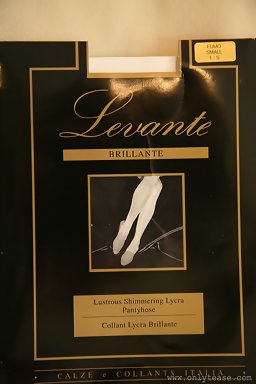 FUMO
SMALL
1 - S
Levante
BRILLANTE
Lustrous Shimmering Lycra
Pantyhose
Collant Lycra Brillante
CALZE e COLLANTS ITALIA
www.onlytease.com